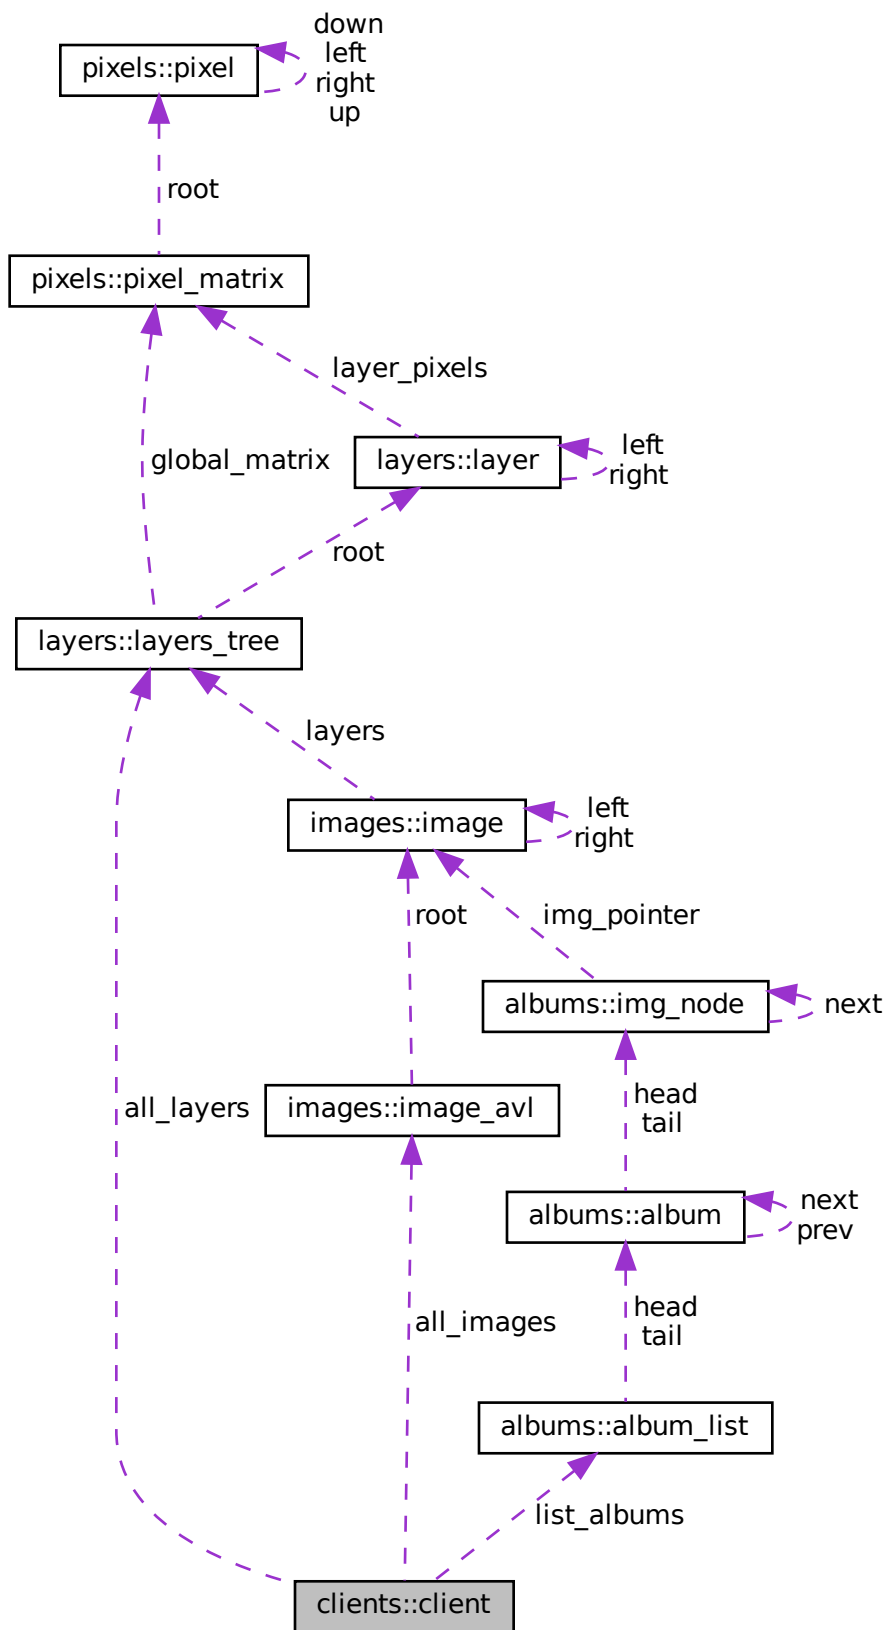 down
left
right
up
pixels::pixel
root
pixels::pixel_matrix
layer_pixels
global_matrix
layers::layer
left
right
root
layers::layers_tree
layers
images::image
left
right
root
img_pointer
albums::img_node
next
all_layers
images::image_avl
head
tail
albums::album
next
prev
all_images
head
tail
albums::album_list
list_albums
clients::client